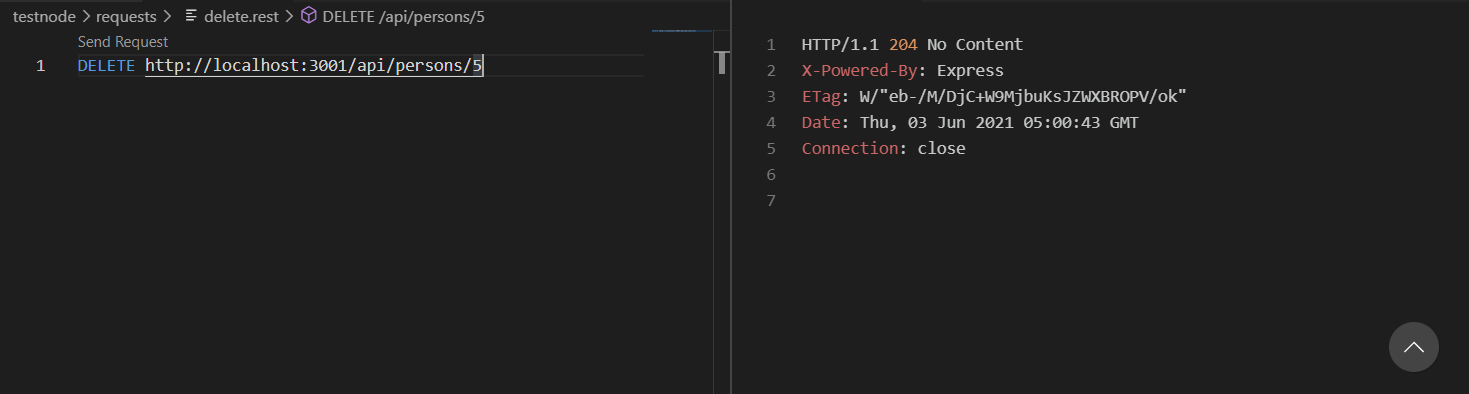 testnode > requests > delete.rest > DELETE /api/persons/5
Send Request
1 DELETE http://localhost:3001/api/persons/5
1 HTTP/1.1 204 No Content
2 X-Powered-By: Express
3 ETag: W/"eb-/M/DjC+W9MjbuKsJZWXBROPV/ok"
4 Date: Thu, 03 Jun 2021 05:00:43 GMT
5 Connection: close
6
7